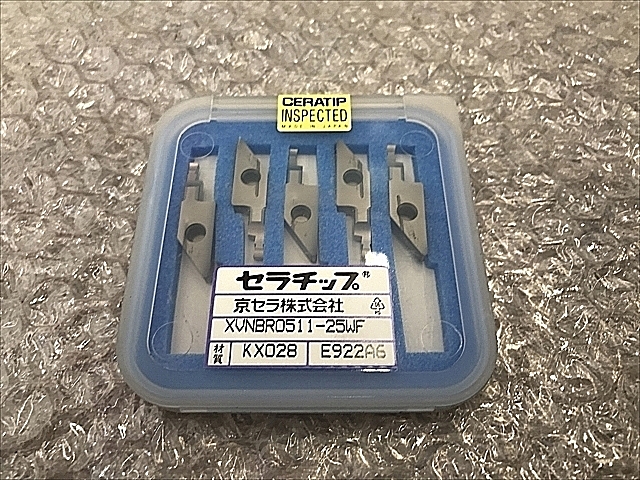 CERATIP
INSPECTED
MADE IN JAPAN
セラチップ®
京セラ株式会社
PS
XVNBR0511-25WF
材質 KX028 E922A6